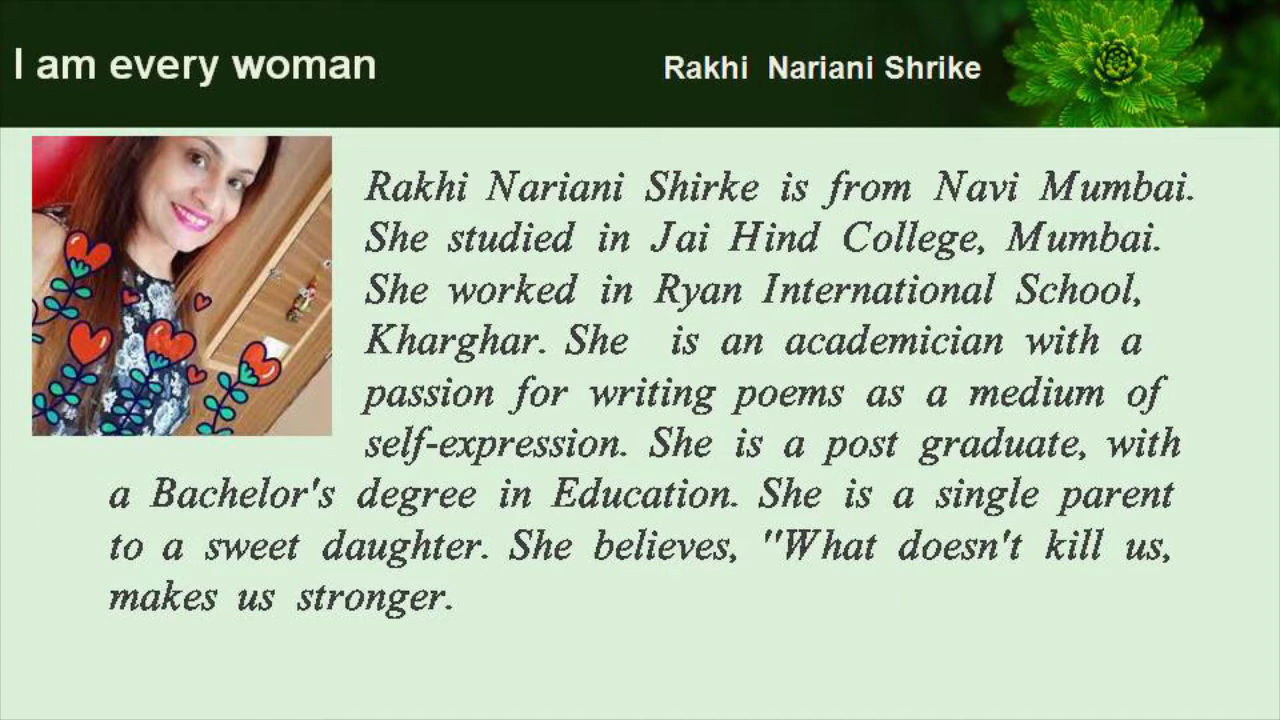 I am every woman
Rakhi Nariani Shrike
Rakhi Nariani Shirke is from Navi Mumbai.
She studied in Jai Hind College, Mumbai.
She worked in Ryan International School,
Kharghar. She is an academician with a
passion for writing poems as a medium of
self-expression. She is a post graduate, with
a Bachelor's degree in Education. She is a single parent
to a sweet daughter. She believes, "What doesn't kill us,
makes us stronger.